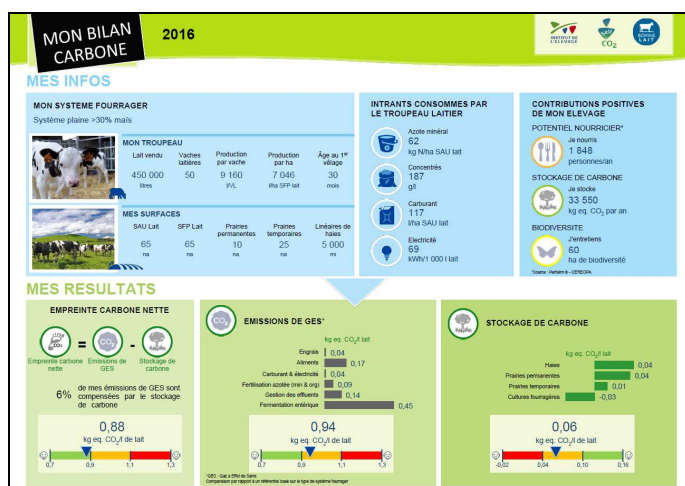 MON BILAN
CARBONE
2016
INSTITUT DE
L'ELEVAGE
CO2
BOVINS
LAIT
MES INFOS
MON SYSTEME FOURRAGER
Système plaine >30% maïs
MON TROUPEAU
Lait vendu
Vaches laitières
Production par vache
Production par ha
Âge au 1er vêlage
450 000
50
9 160
7 046
30
litres
l/VL
l/ha SFP lait
mois
MES SURFACES
SAU Lait
SFP Lait
Prairies permanentes
Prairies temporaires
Linéaires de haies
65
65
10
25
5 000
ha
ha
ha
ha
ml
INTRANTS CONSOMMES PAR
LE TROUPEAU LAITIER
Azote minéral
62
kg N/ha SAU lait
Concentrés
187
g/l
Carburant
117
l/ha SAU lait
Electricité
69
kWh/1 000 l lait
CONTRIBUTIONS POSITIVES
DE MON ELEVAGE
POTENTIEL NOURRICIER*
Je nourris
1 848
personnes/an
STOCKAGE DE CARBONE
Je stocke
33 550
kg eq. CO2 par an
BIODIVERSITE
J'entretiens
60
ha de biodiversité
*Source : Perfalim ® - CEREOPA
MES RESULTATS
EMPREINTE CARBONE NETTE
=
-
Empreinte carbone nette
Emissions de GES
Stockage de carbone
6%
de mes émissions de GES sont
compensées par le stockage
de carbone
0,88
kg eq. CO2/l de lait
0,7
0,9
1,1
1,3
CO2
EMISSIONS DE GES*
kg eq. CO2/l lait
Engrais 0,04
Aliments 0,17
Carburant & électricité 0,04
Fertilisation azotée (min & org) 0,09
Gestion des effluents 0,14
Fermentation entérique 0,45
0,94
kg eq. CO2/l de lait
0,7
0,9
1,1
1,3
*GES : Gaz à Effet de Serre
Comparaison par rapport à un référentiel basé sur le type de système fourrager
STOCKAGE DE CARBONE
kg eq. CO2/l lait
Haies 0,04
Prairies permanentes 0,04
Prairies temporaires 0,01
Cultures fourragères -0,03
0,06
kg eq. CO2/l de lait
-0,02
0,04
0,10
0,16